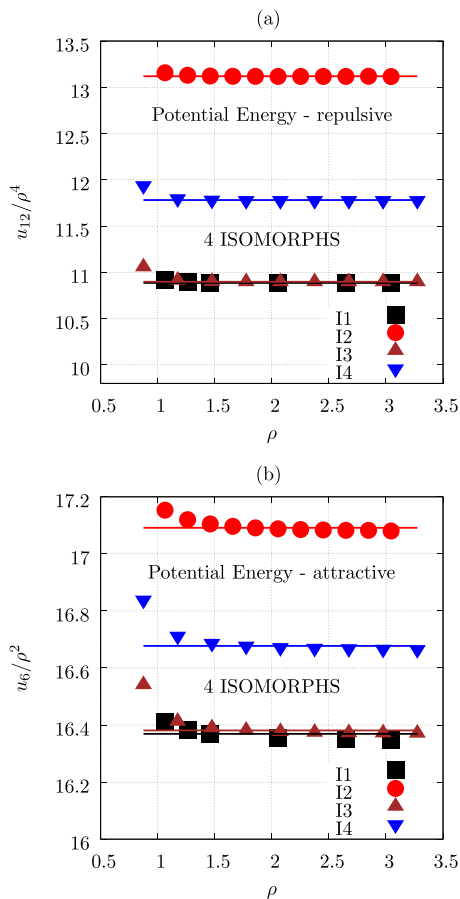 (a)
13.5
13
12.5
12
11.5
11
10.5
10
u₁₂/ρ⁴
Potential Energy - repulsive
4 ISOMORPHS
I1
I2
I3
I4
0.5 1 1.5 2 2.5 3 3.5
ρ
(b)
17.2
17
16.8
16.6
16.4
16.2
16
u₆/ρ²
Potential Energy - attractive
4 ISOMORPHS
I1
I2
I3
I4
0.5 1 1.5 2 2.5 3 3.5
ρ